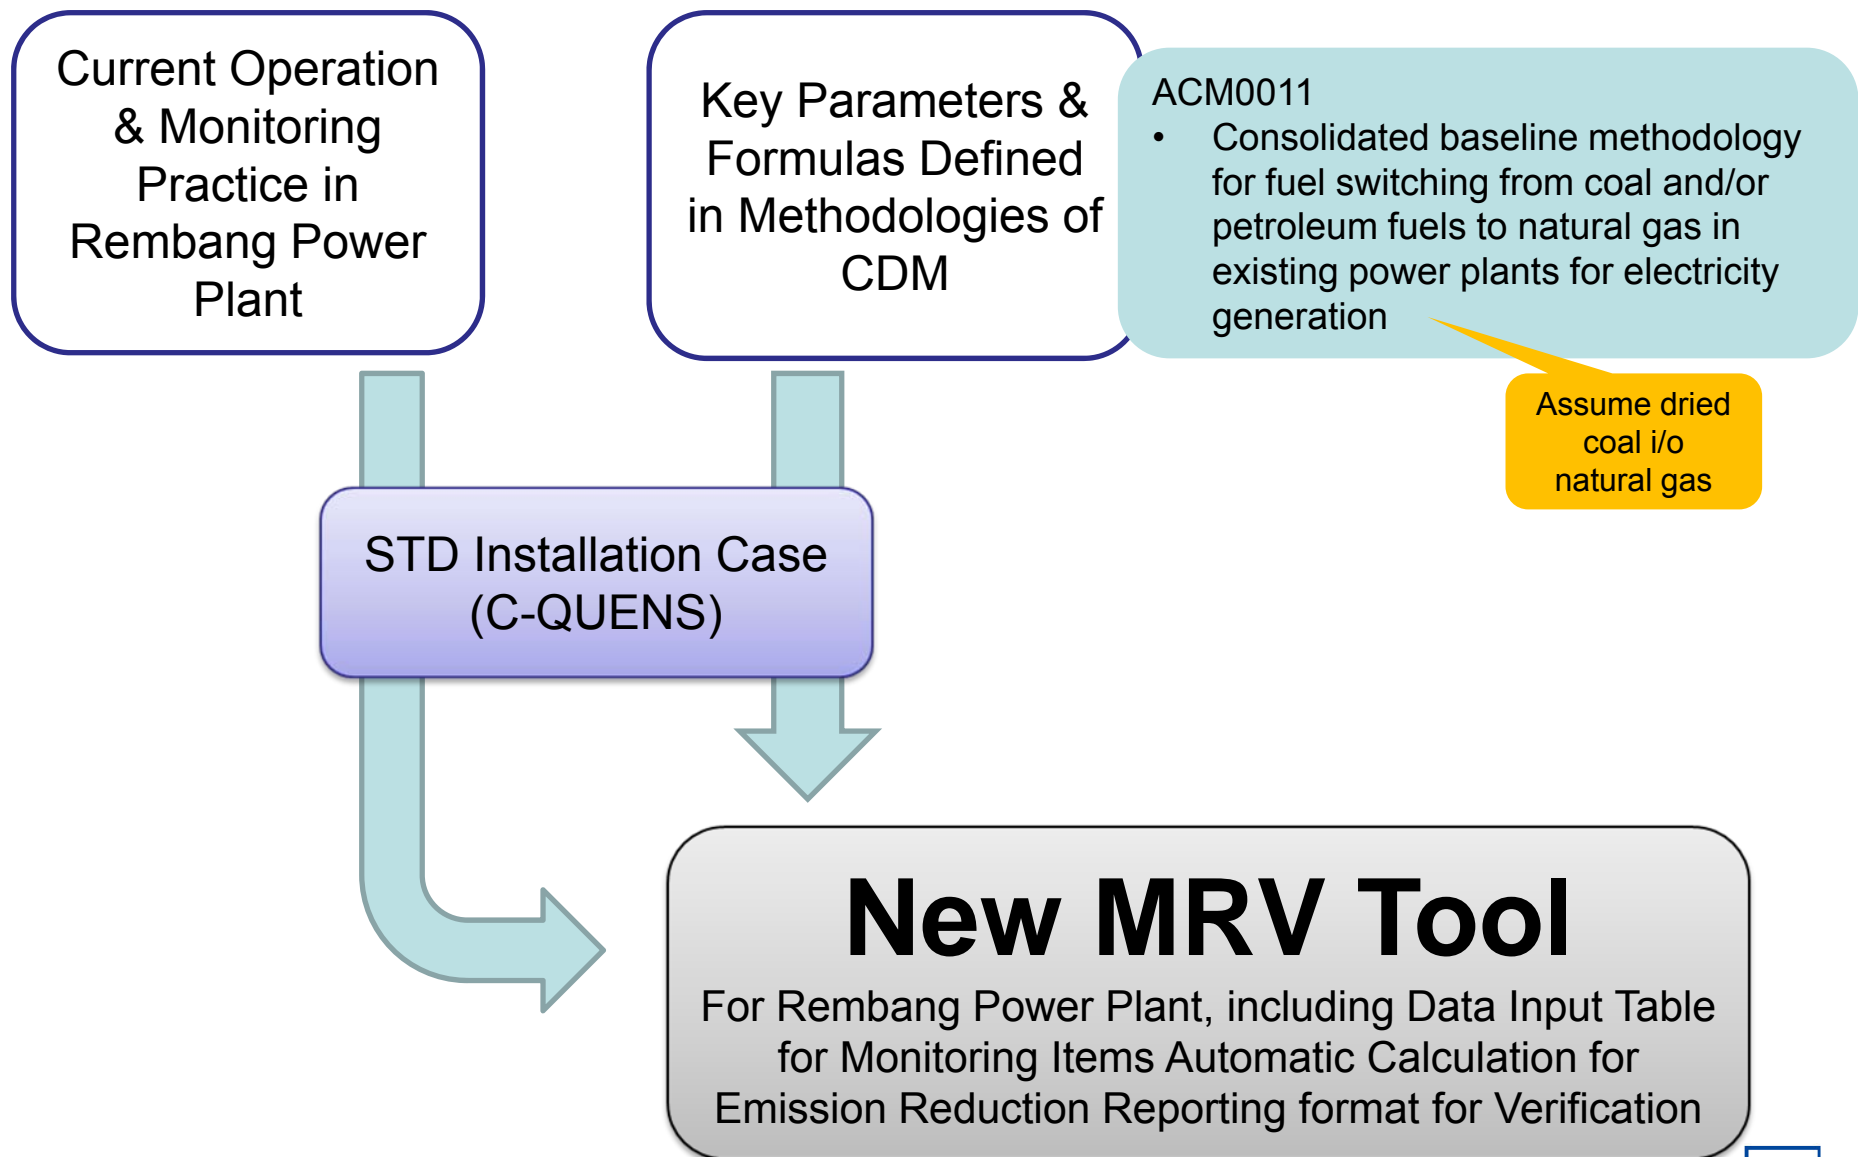 Current Operation
& Monitoring
Practice in
Rembang Power
Plant
Key Parameters &
Formulas Defined
in Methodologies of
CDM
ACM0011
• Consolidated baseline methodology
for fuel switching from coal and/or
petroleum fuels to natural gas in
existing power plants for electricity
generation
Assume dried
coal i/o
natural gas
STD Installation Case
(C-QUENS)
New MRV Tool
For Rembang Power Plant, including Data Input Table
for Monitoring Items Automatic Calculation for
Emission Reduction Reporting format for Verification